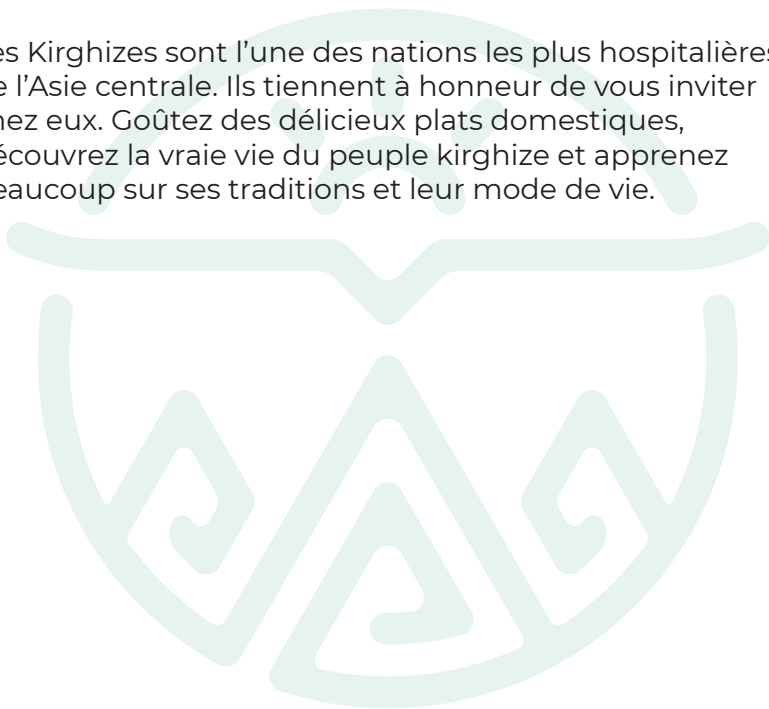 es Kirghizes sont l’une des nations les plus hospitalières
e l’Asie centrale. Ils tiennent à honneur de vous inviter
nez eux. Goûtez des délicieux plats domestiques,
écouvrez la vraie vie du peuple kirghize et apprenez
eaucoup sur ses traditions et leur mode de vie.